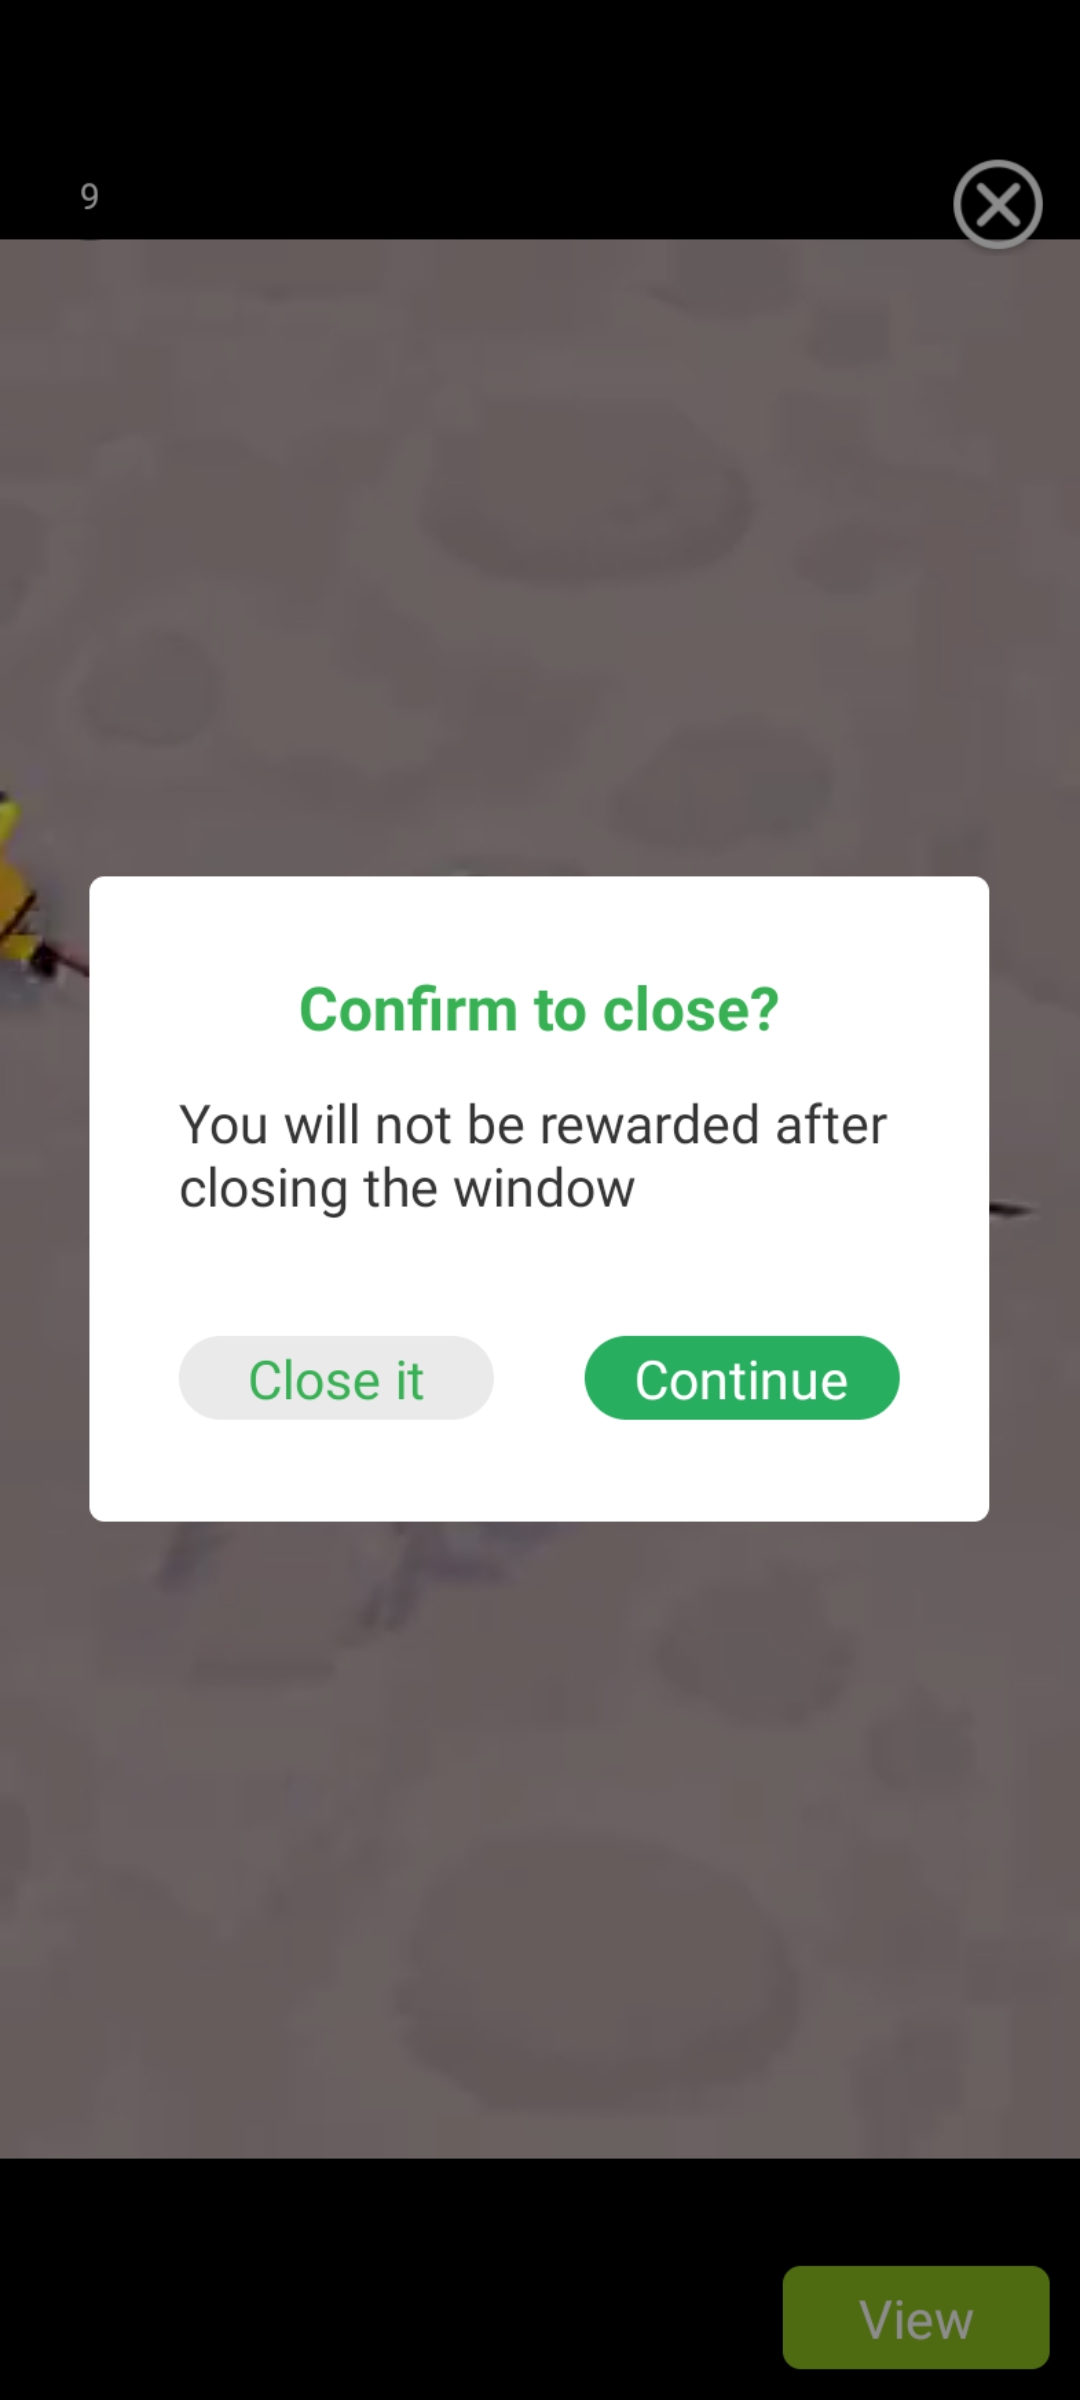 9
Confirm to close?
You will not be rewarded after
closing the window
Close it
Continue
View